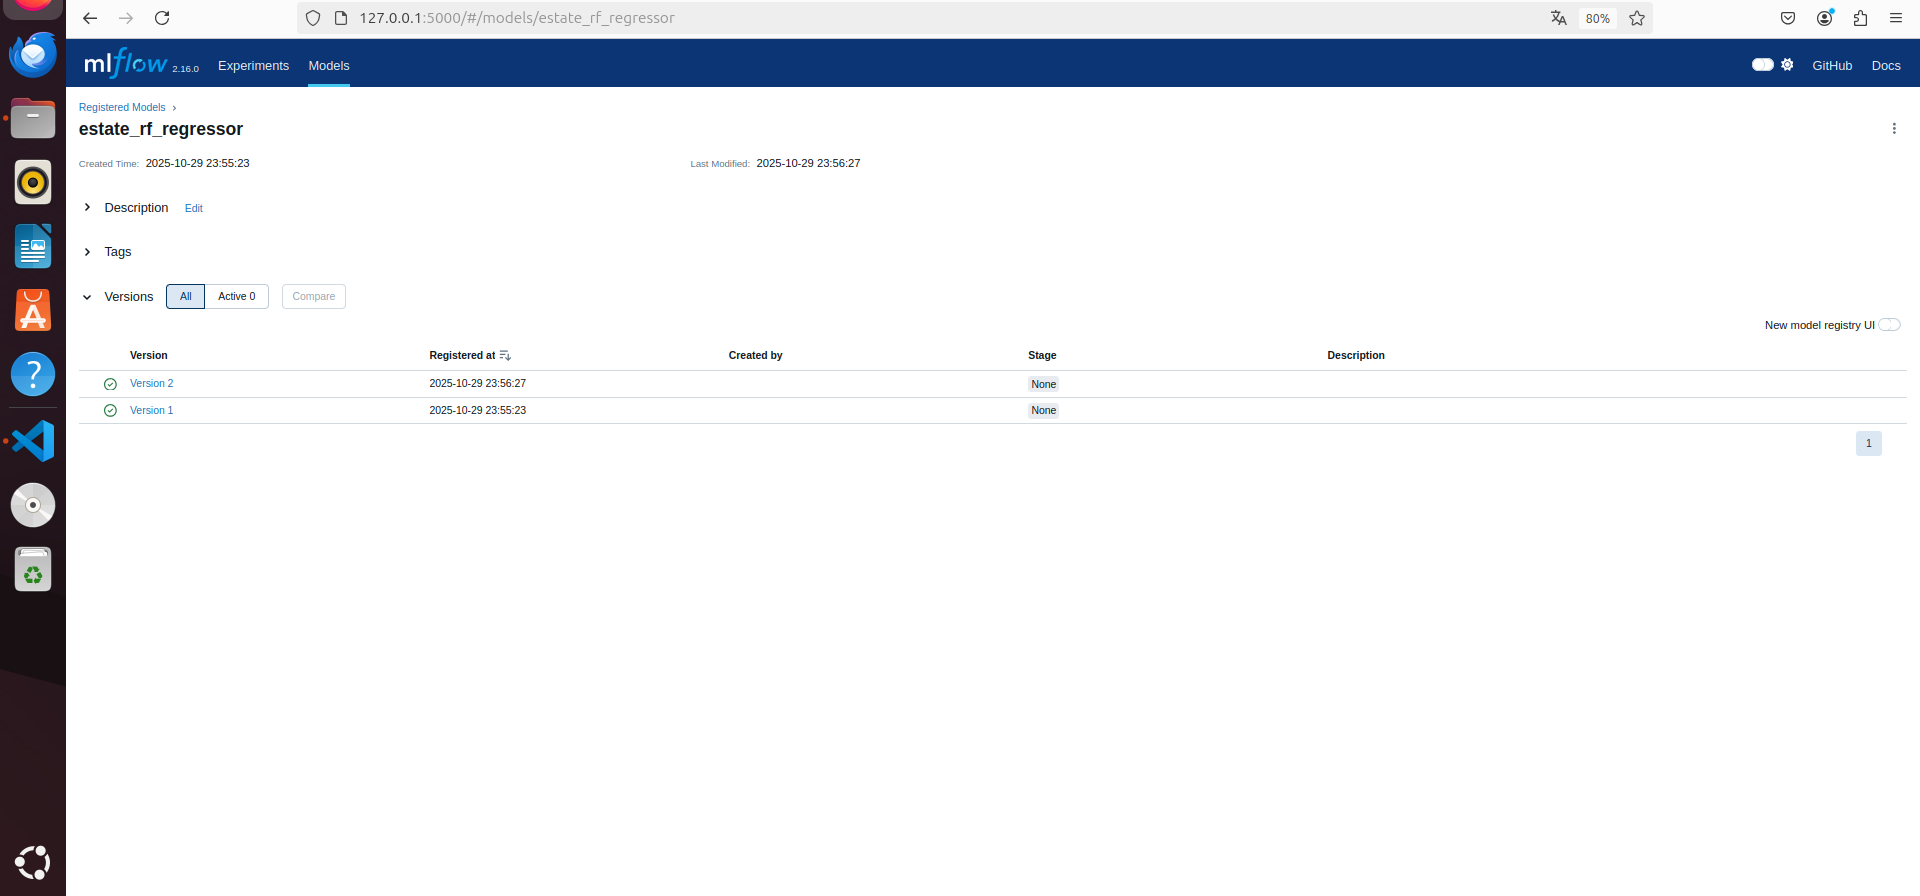 127.0.0.1:5000/#/models/estate_rf_regressor
80%
mlflow 2.16.0 Experiments Models GitHub Docs
Registered Models ›
estate_rf_regressor
Created Time: 2025-10-29 23:55:23 Last Modified: 2025-10-29 23:56:27
Description Edit
Tags
Versions All Active 0 Compare
New model registry UI
Version Registered at Created by Stage Description
Version 2 2025-10-29 23:56:27 None
Version 1 2025-10-29 23:55:23 None
1